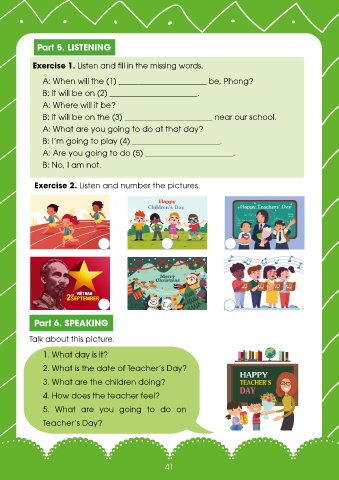 Part 5. LISTENING
Exercise 1. Listen and fill in the missing words.
A: When will the (1) ____________________ be, Phong?
B: It will be on (2) ____________________.
A: Where will it be?
B: It will be on the (3) ____________________ near our school.
A: What are you going to do at that day?
B: I'm going to play (4) ____________________.
A: Are you going to do (5) ____________________.
B: No, I am not.
Exercise 2. Listen and number the pictures.
Happy
Children's Day
Happy Teachers' Day
VIỆT NAM
2 SEPTEMBER
Merry
Christmas
Part 6. SPEAKING
Talk about this picture.
1. What day is it?
2. What is the date of Teacher's Day?
3. What are the children doing?
4. How does the teacher feel?
5. What are you going to do on
Teacher's Day?
HAPPY
TEACHER'S
DAY
41